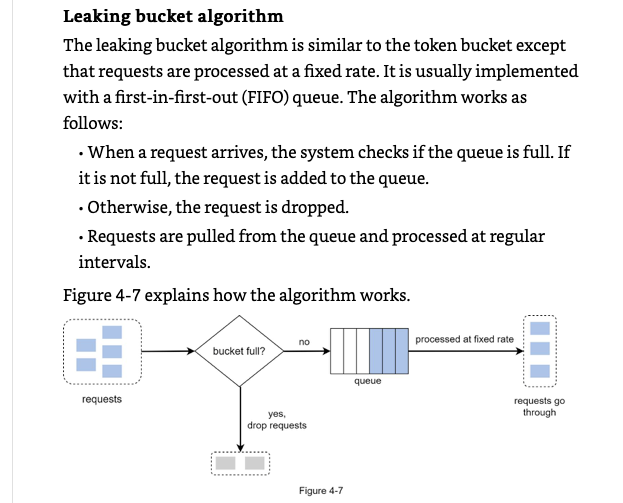 Leaking bucket algorithm
The leaking bucket algorithm is similar to the token bucket except
that requests are processed at a fixed rate. It is usually implemented
with a first-in-first-out (FIFO) queue. The algorithm works as
follows:
• When a request arrives, the system checks if the queue is full. If
it is not full, the request is added to the queue.
• Otherwise, the request is dropped.
• Requests are pulled from the queue and processed at regular
intervals.
Figure 4-7 explains how the algorithm works.
requests
bucket full?
no
queue
processed at fixed rate
requests go
through
yes,
drop requests
Figure 4-7